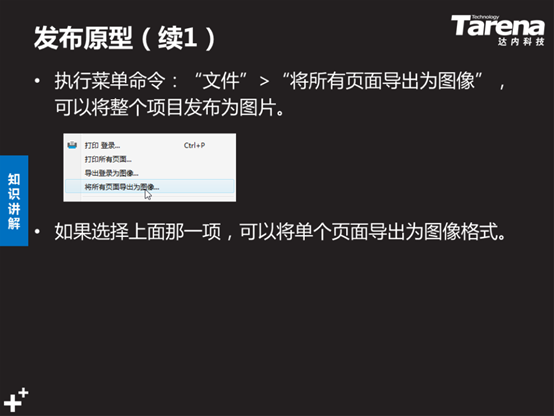 发布原型（续1）
Technology
Tarena
达内科技
• 执行菜单命令：“文件”>“将所有页面导出为图像”，
可以将整个项目发布为图片。
打印 登录... Ctrl+P
打印所有页面...
导出登录为图像...
将所有页面导出为图像...
知识讲解
• 如果选择上面那一项，可以将单个页面导出为图像格式。